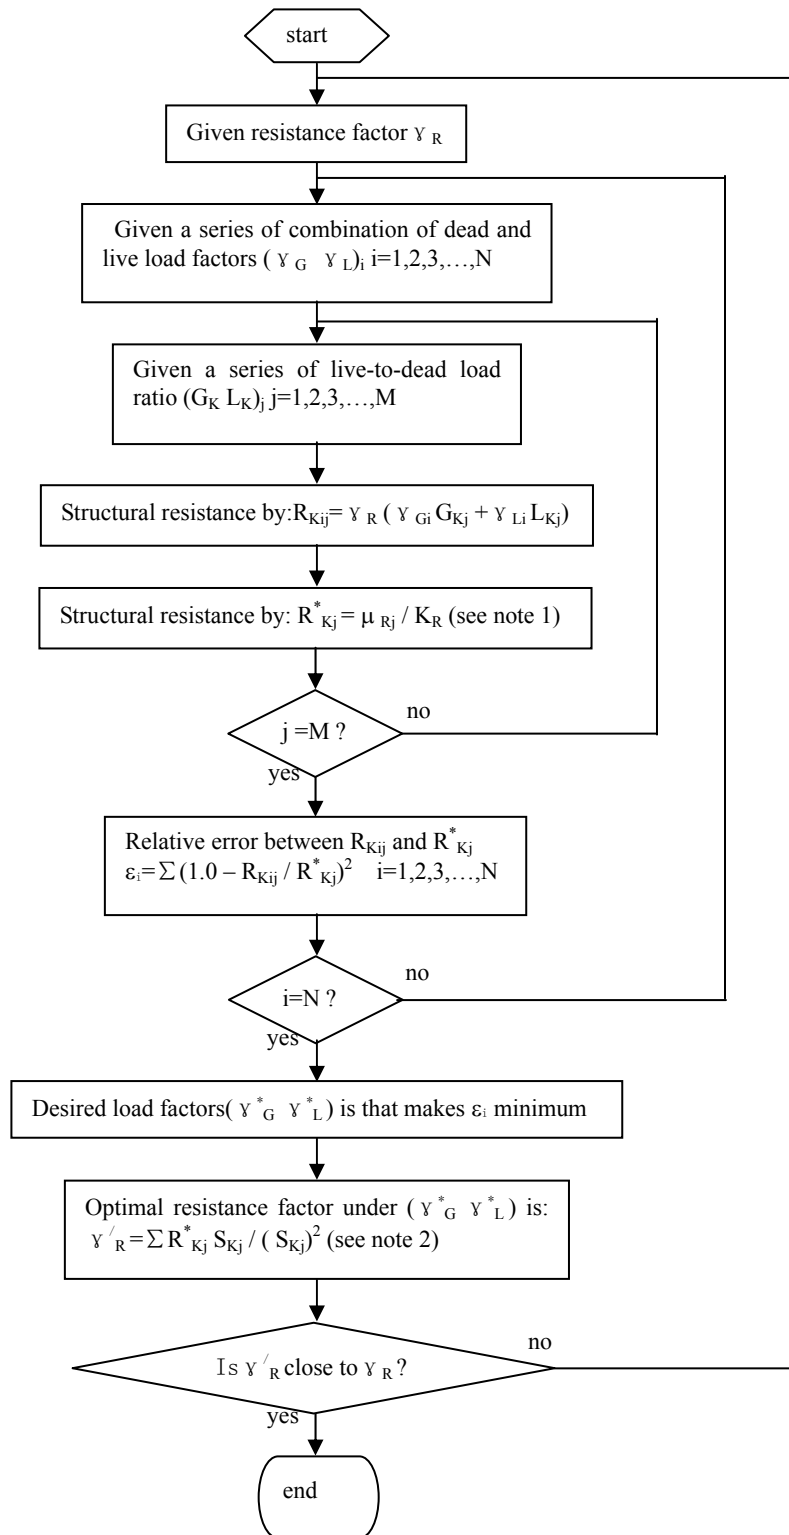 start
Given resistance factor γ R
Given a series of combination of dead and
live load factors ( γ G γ L)i i=1,2,3,…,N
Given a series of live-to-dead load
ratio (GK LK)j j=1,2,3,…,M
Structural resistance by:RKij= γ R ( γ Gi GKj + γ Li LKj)
Structural resistance by: R*Kj = μ Rj / KR (see note 1)
no
j =M ?
yes
Relative error between RKij and R*Kj
εi=∑ (1.0 – RKij / R*Kj)2 i=1,2,3,…,N
no
i=N ?
yes
Desired load factors( γ*G γ*L) is that makes εi minimum
Optimal resistance factor under ( γ*G γ*L) is:
γ/R =∑ R*Kj SKj / ( SKj)2 (see note 2)
no
Is γ/R close to γ R ?
yes
end